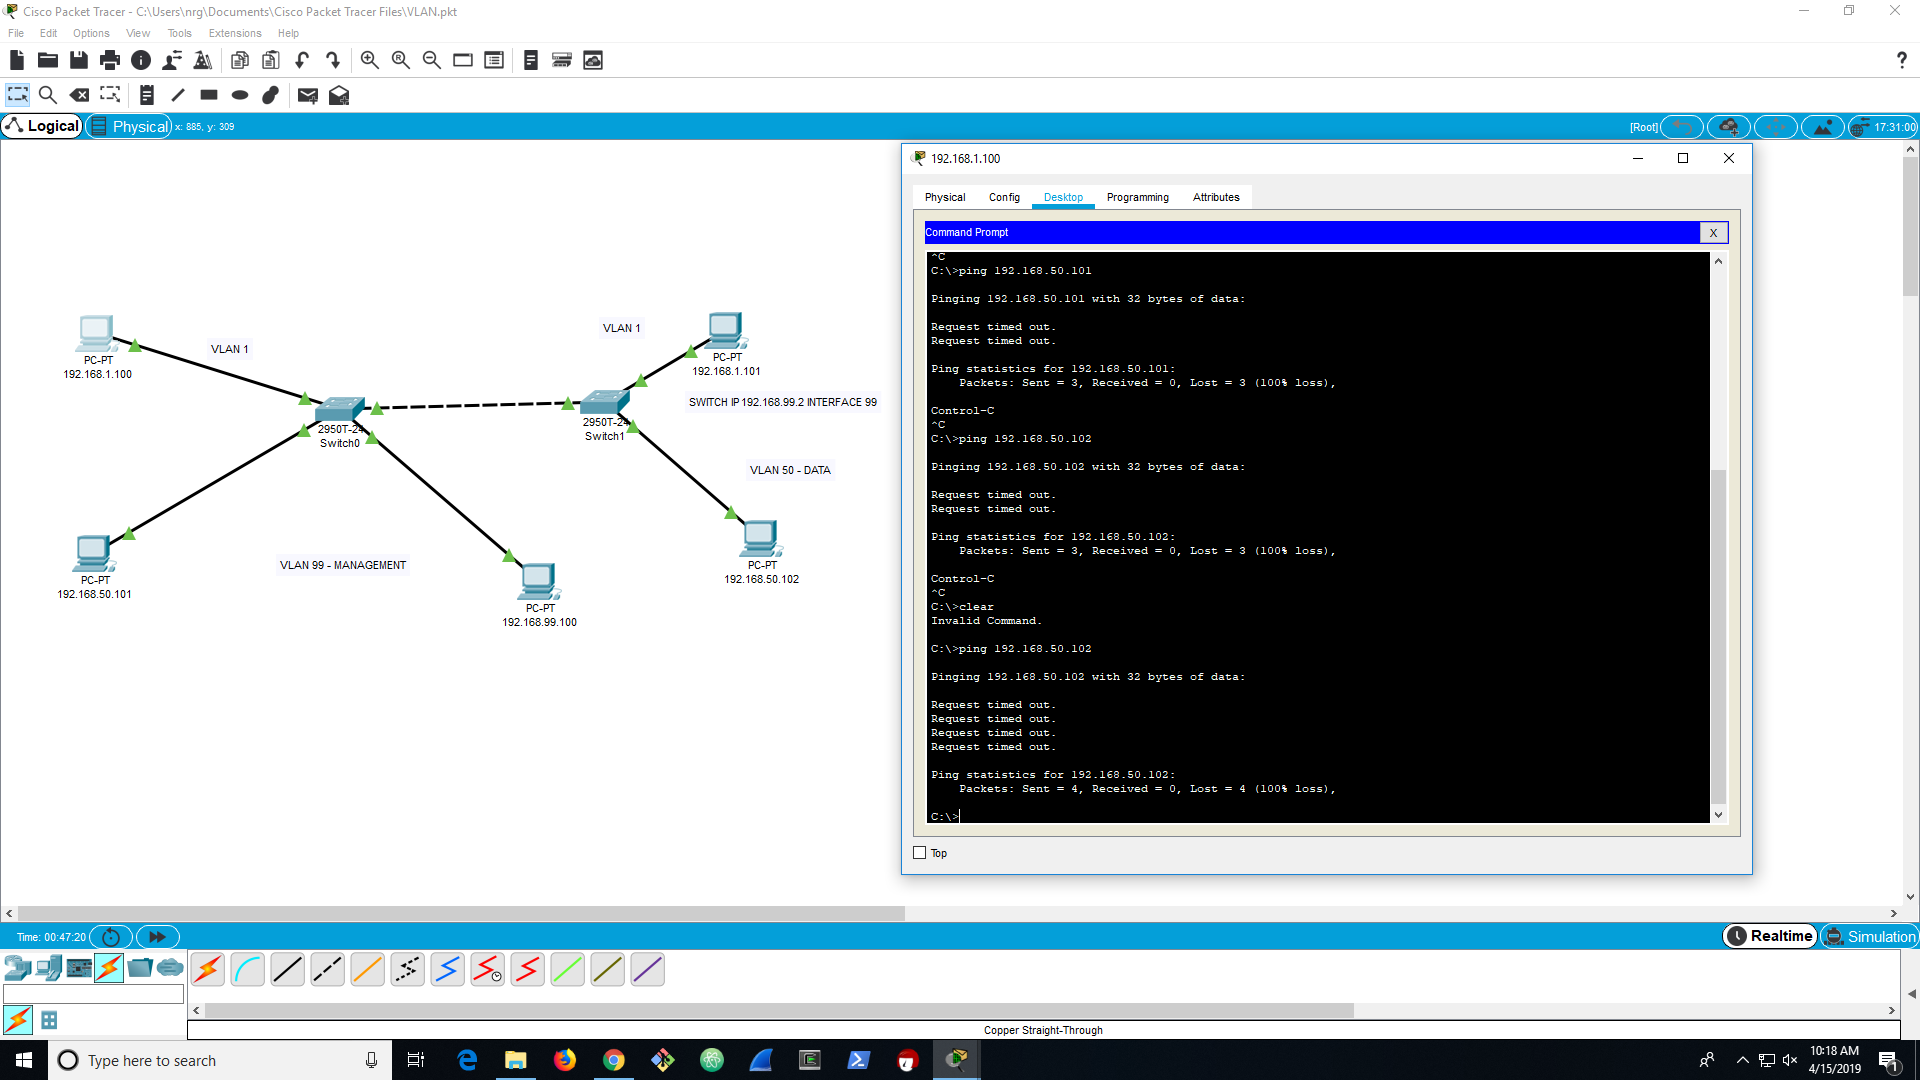 Cisco Packet Tracer - C:\Users\nrg\Documents\Cisco Packet Tracer Files\VLAN.pkt
File Edit Options View Tools Extensions Help
Logical Physical x: 885, y: 309 [Root] 17:31:00
VLAN 1
PC-PT
192.168.1.100
VLAN 1
PC-PT
192.168.1.101
2950T-24
Switch0
2950T-24
Switch1
SWITCH IP 192.168.99.2 INTERFACE 99
VLAN 50 - DATA
PC-PT
192.168.50.101
VLAN 99 - MANAGEMENT
PC-PT
192.168.99.100
PC-PT
192.168.50.102
192.168.1.100
Physical Config Desktop Programming Attributes
Command Prompt X
^C
C:\>ping 192.168.50.101
Pinging 192.168.50.101 with 32 bytes of data:
Request timed out.
Request timed out.
Ping statistics for 192.168.50.101:
Packets: Sent = 3, Received = 0, Lost = 3 (100% loss),
Control-C
^C
C:\>ping 192.168.50.102
Pinging 192.168.50.102 with 32 bytes of data:
Request timed out.
Request timed out.
Ping statistics for 192.168.50.102:
Packets: Sent = 3, Received = 0, Lost = 3 (100% loss),
Control-C
^C
C:\>clear
Invalid Command.
C:\>ping 192.168.50.102
Pinging 192.168.50.102 with 32 bytes of data:
Request timed out.
Request timed out.
Request timed out.
Request timed out.
Ping statistics for 192.168.50.102:
Packets: Sent = 4, Received = 0, Lost = 4 (100% loss),
C:\>
Top
Time: 00:47:20 Realtime Simulation
Copper Straight-Through
Type here to search
10:18 AM
4/15/2019
1